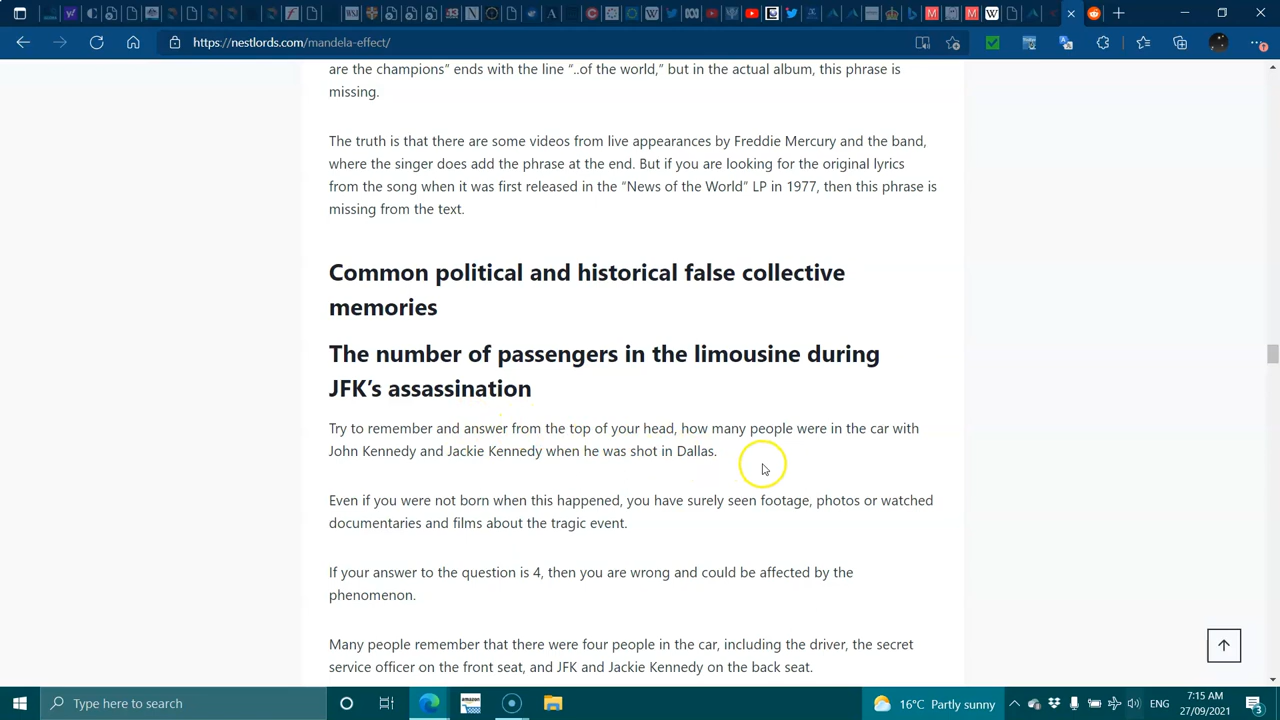 https://nestlords.com/mandela-effect/
are the champions” ends with the line “..of the world,” but in the actual album, this phrase is
missing.
The truth is that there are some videos from live appearances by Freddie Mercury and the band,
where the singer does add the phrase at the end. But if you are looking for the original lyrics
from the song when it was first released in the “News of the World” LP in 1977, then this phrase is
missing from the text.
Common political and historical false collective
memories
The number of passengers in the limousine during
JFK’s assassination
Try to remember and answer from the top of your head, how many people were in the car with
John Kennedy and Jackie Kennedy when he was shot in Dallas.
Even if you were not born when this happened, you have surely seen footage, photos or watched
documentaries and films about the tragic event.
If your answer to the question is 4, then you are wrong and could be affected by the
phenomenon.
Many people remember that there were four people in the car, including the driver, the secret
service officer on the front seat, and JFK and Jackie Kennedy on the back seat.
Type here to search
16°C Partly sunny
ENG
7:15 AM
27/09/2021
3